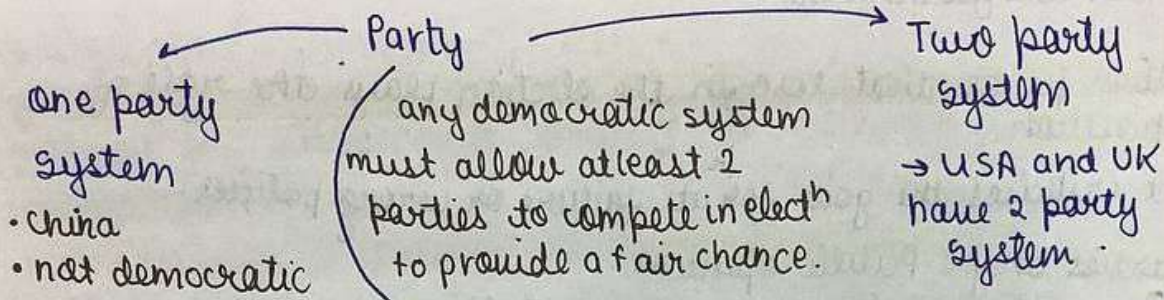 Party
one party
system
• China
• not democratic
any democratic system
must allow atleast 2
parties to compete in electn
to provide a fair chance.
Two party
system
→ USA and UK
have 2 party
system.